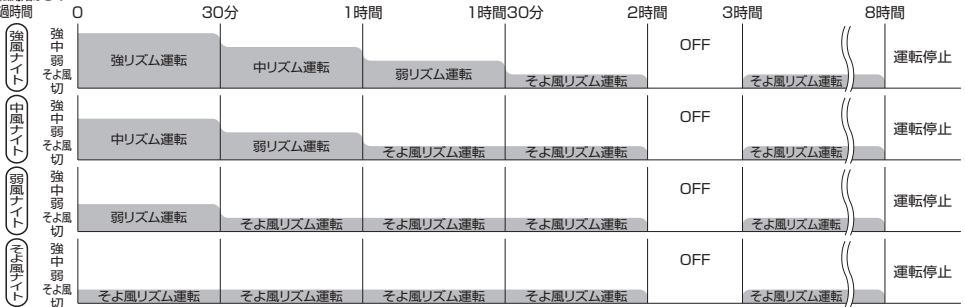 過時間 0 30分 1時間 1時間30分 2時間 3時間 8時間
強風ナイト
強
中
弱
そよ風
切
強リズム運転 中リズム運転 弱リズム運転 そよ風リズム運転 OFF そよ風リズム運転 運転停止
中風ナイト
強
中
弱
そよ風
切
中リズム運転 弱リズム運転 そよ風リズム運転 そよ風リズム運転 OFF そよ風リズム運転 運転停止
弱風ナイト
強
中
弱
そよ風
切
弱リズム運転 そよ風リズム運転 そよ風リズム運転 そよ風リズム運転 OFF そよ風リズム運転 運転停止
そよ風ナイト
強
中
弱
そよ風
切
そよ風リズム運転 そよ風リズム運転 そよ風リズム運転 そよ風リズム運転 OFF そよ風リズム運転 運転停止